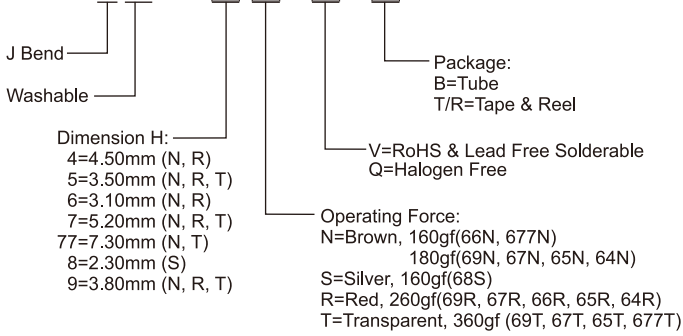 J Bend
Washable
Package:
B=Tube
T/R=Tape & Reel
Dimension H:
4=4.50mm (N, R)
5=3.50mm (N, R, T)
6=3.10mm (N, R)
7=5.20mm (N, R, T)
77=7.30mm (N, T)
8=2.30mm (S)
9=3.80mm (N, R, T)
V=RoHS & Lead Free Solderable
Q=Halogen Free
Operating Force:
N=Brown, 160gf(66N, 677N)
180gf(69N, 67N, 65N, 64N)
S=Silver, 160gf(68S)
R=Red, 260gf(69R, 67R, 66R, 65R, 64R)
T=Transparent, 360gf (69T, 67T, 65T, 677T)